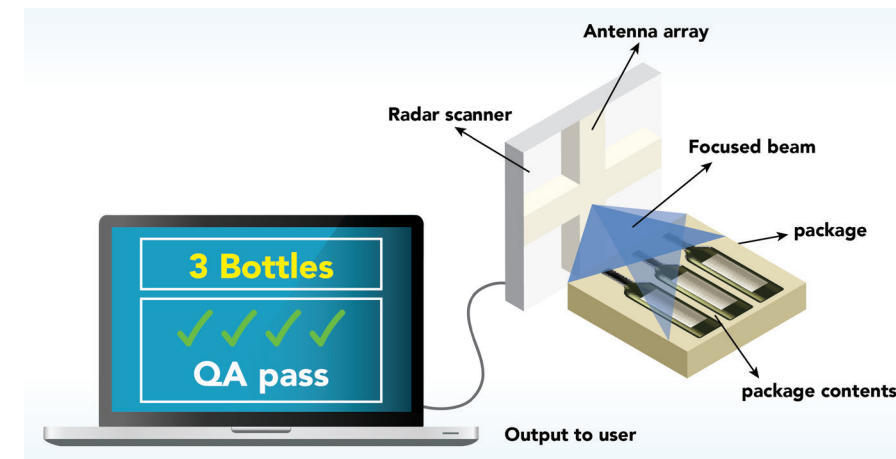 Antenna array
Radar scanner
Focused beam
package
3 Bottles
QA pass
package contents
Output to user